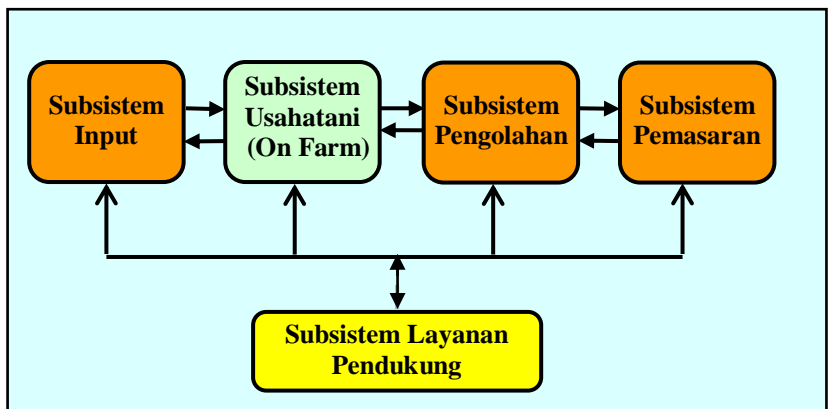 Subsistem
Input
Subsistem
Usahatani
(On Farm)
Subsistem
Pengolahan
Subsistem
Pemasaran
Subsistem Layanan
Pendukung